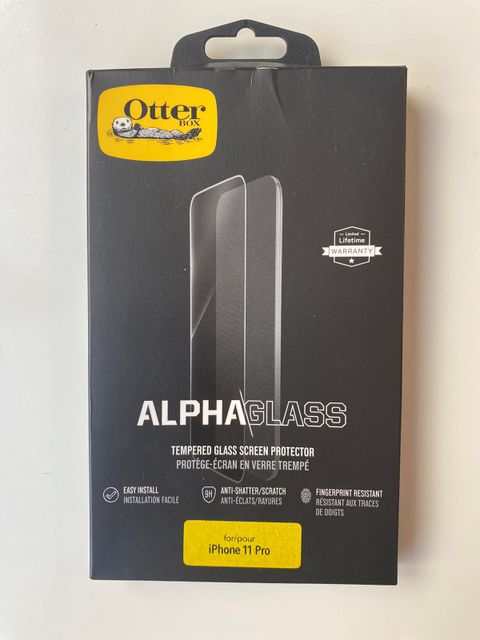 Otter
BOX
Limited
Lifetime
WARRANTY
ALPHAGLASS
TEMPERED GLASS SCREEN PROTECTOR
PROTÈGE-ÉCRAN EN VERRE TREMPÉ
EASY INSTALL
INSTALLATION FACILE
9H
ANTI-SHATTER/SCRATCH
ANTI-ÉCLATS/RAYURES
FINGERPRINT RESISTANT
RÉSISTANT AUX TRACES
DE DOIGTS
for/pour
iPhone 11 Pro